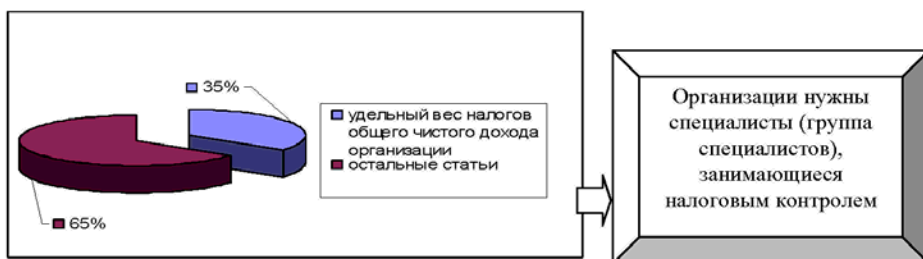 35%
удельный вес налогов
общего чистого дохода
организации
остальные статьи
65%
Организации нужны
специалисты (группа
специалистов),
занимающиеся
налоговым контролем